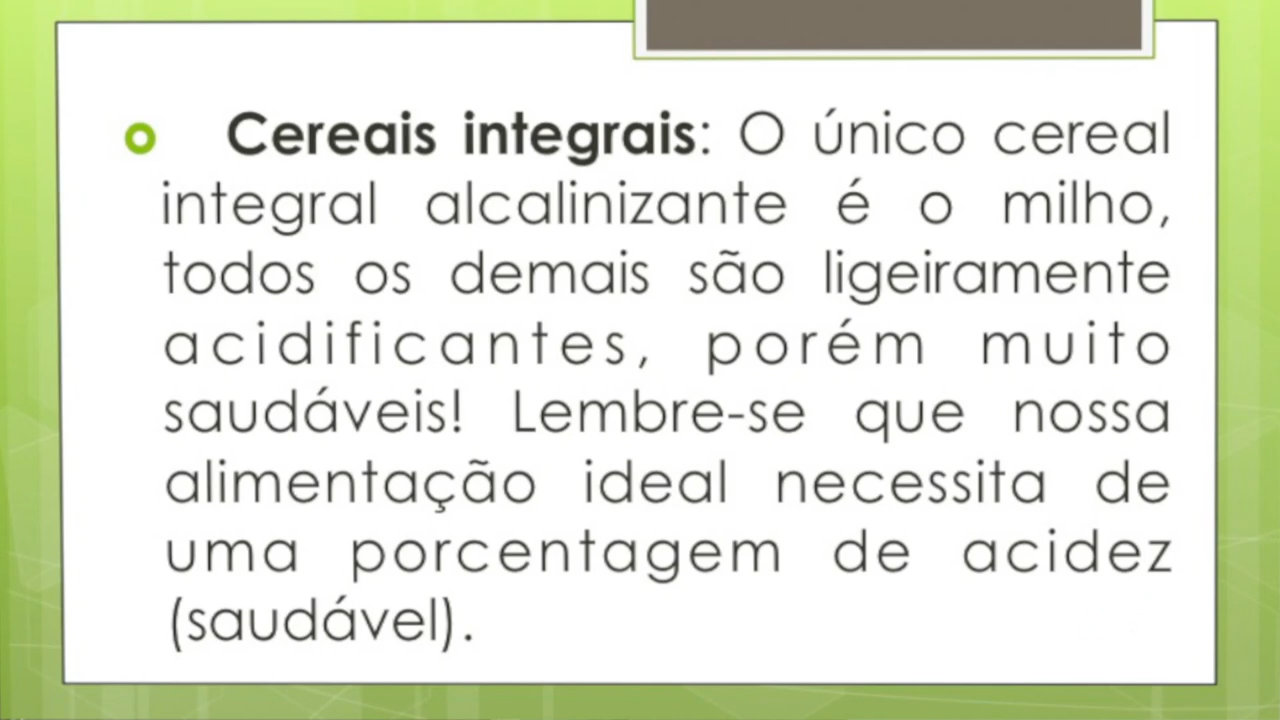 Cereais integrais: O único cereal
integral alcalinizante é o milho,
todos os demais são ligeiramente
acidificantes, porém muito
saudáveis! Lembre-se que nossa
alimentação ideal necessita de
uma porcentagem de acidez
(saudável).